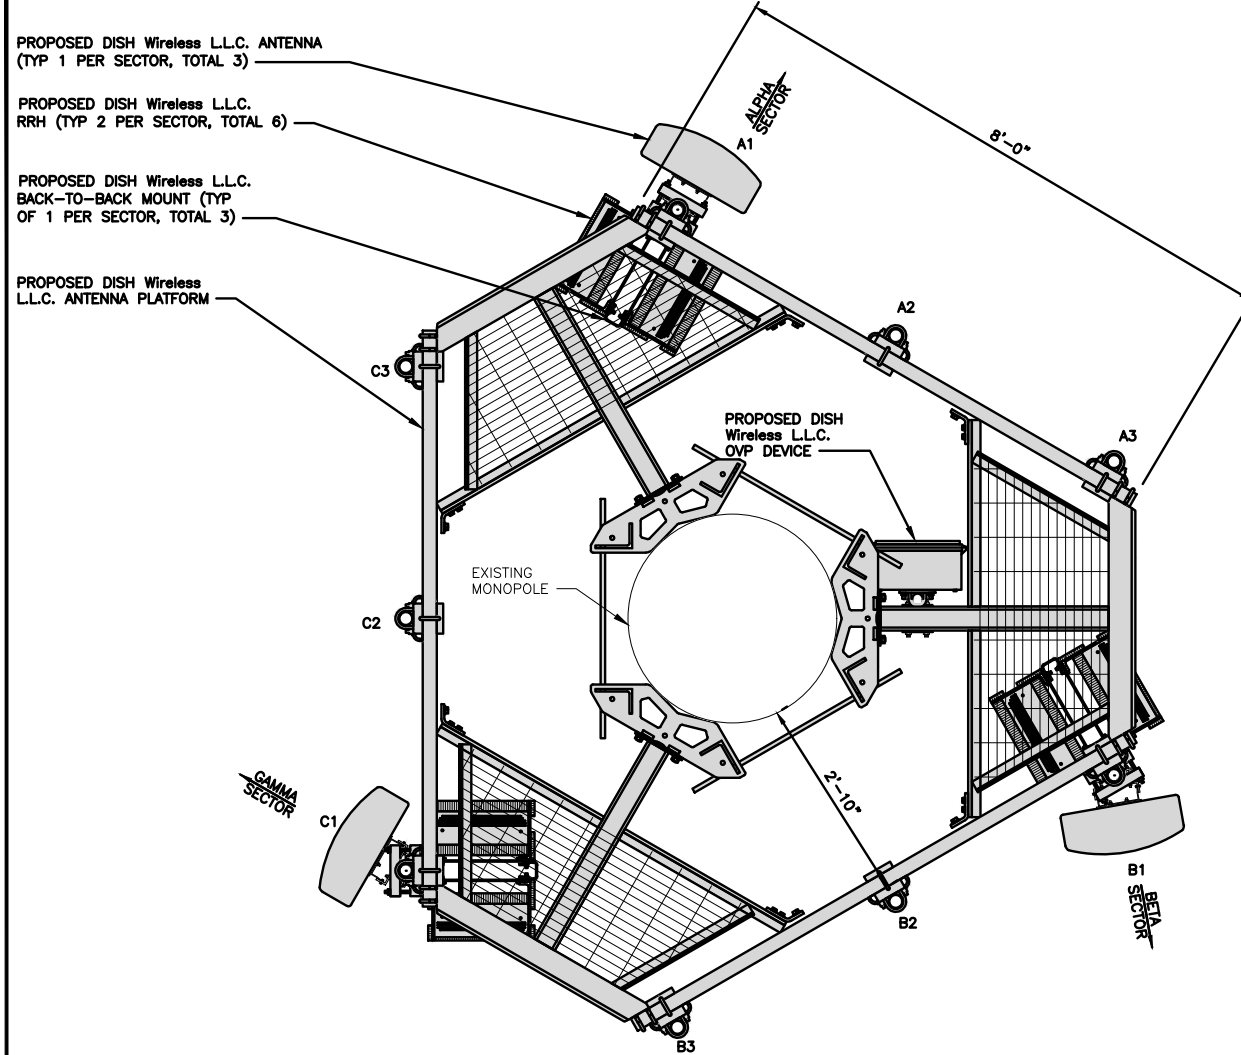 PROPOSED DISH Wireless L.L.C. ANTENNA
(TYP 1 PER SECTOR, TOTAL 3)
PROPOSED DISH Wireless L.L.C.
RRH (TYP 2 PER SECTOR, TOTAL 6)
PROPOSED DISH Wireless L.L.C.
BACK-TO-BACK MOUNT (TYP
OF 1 PER SECTOR, TOTAL 3)
PROPOSED DISH Wireless
L.L.C. ANTENNA PLATFORM
ALPHA
SECTOR
A1
8'-0"
A2
C3
PROPOSED DISH
Wireless L.L.C.
OVP DEVICE
A3
EXISTING
MONOPOLE
C2
GAMMA
SECTOR
C1
2'-10"
B1
BETA
SECTOR
B2
B3